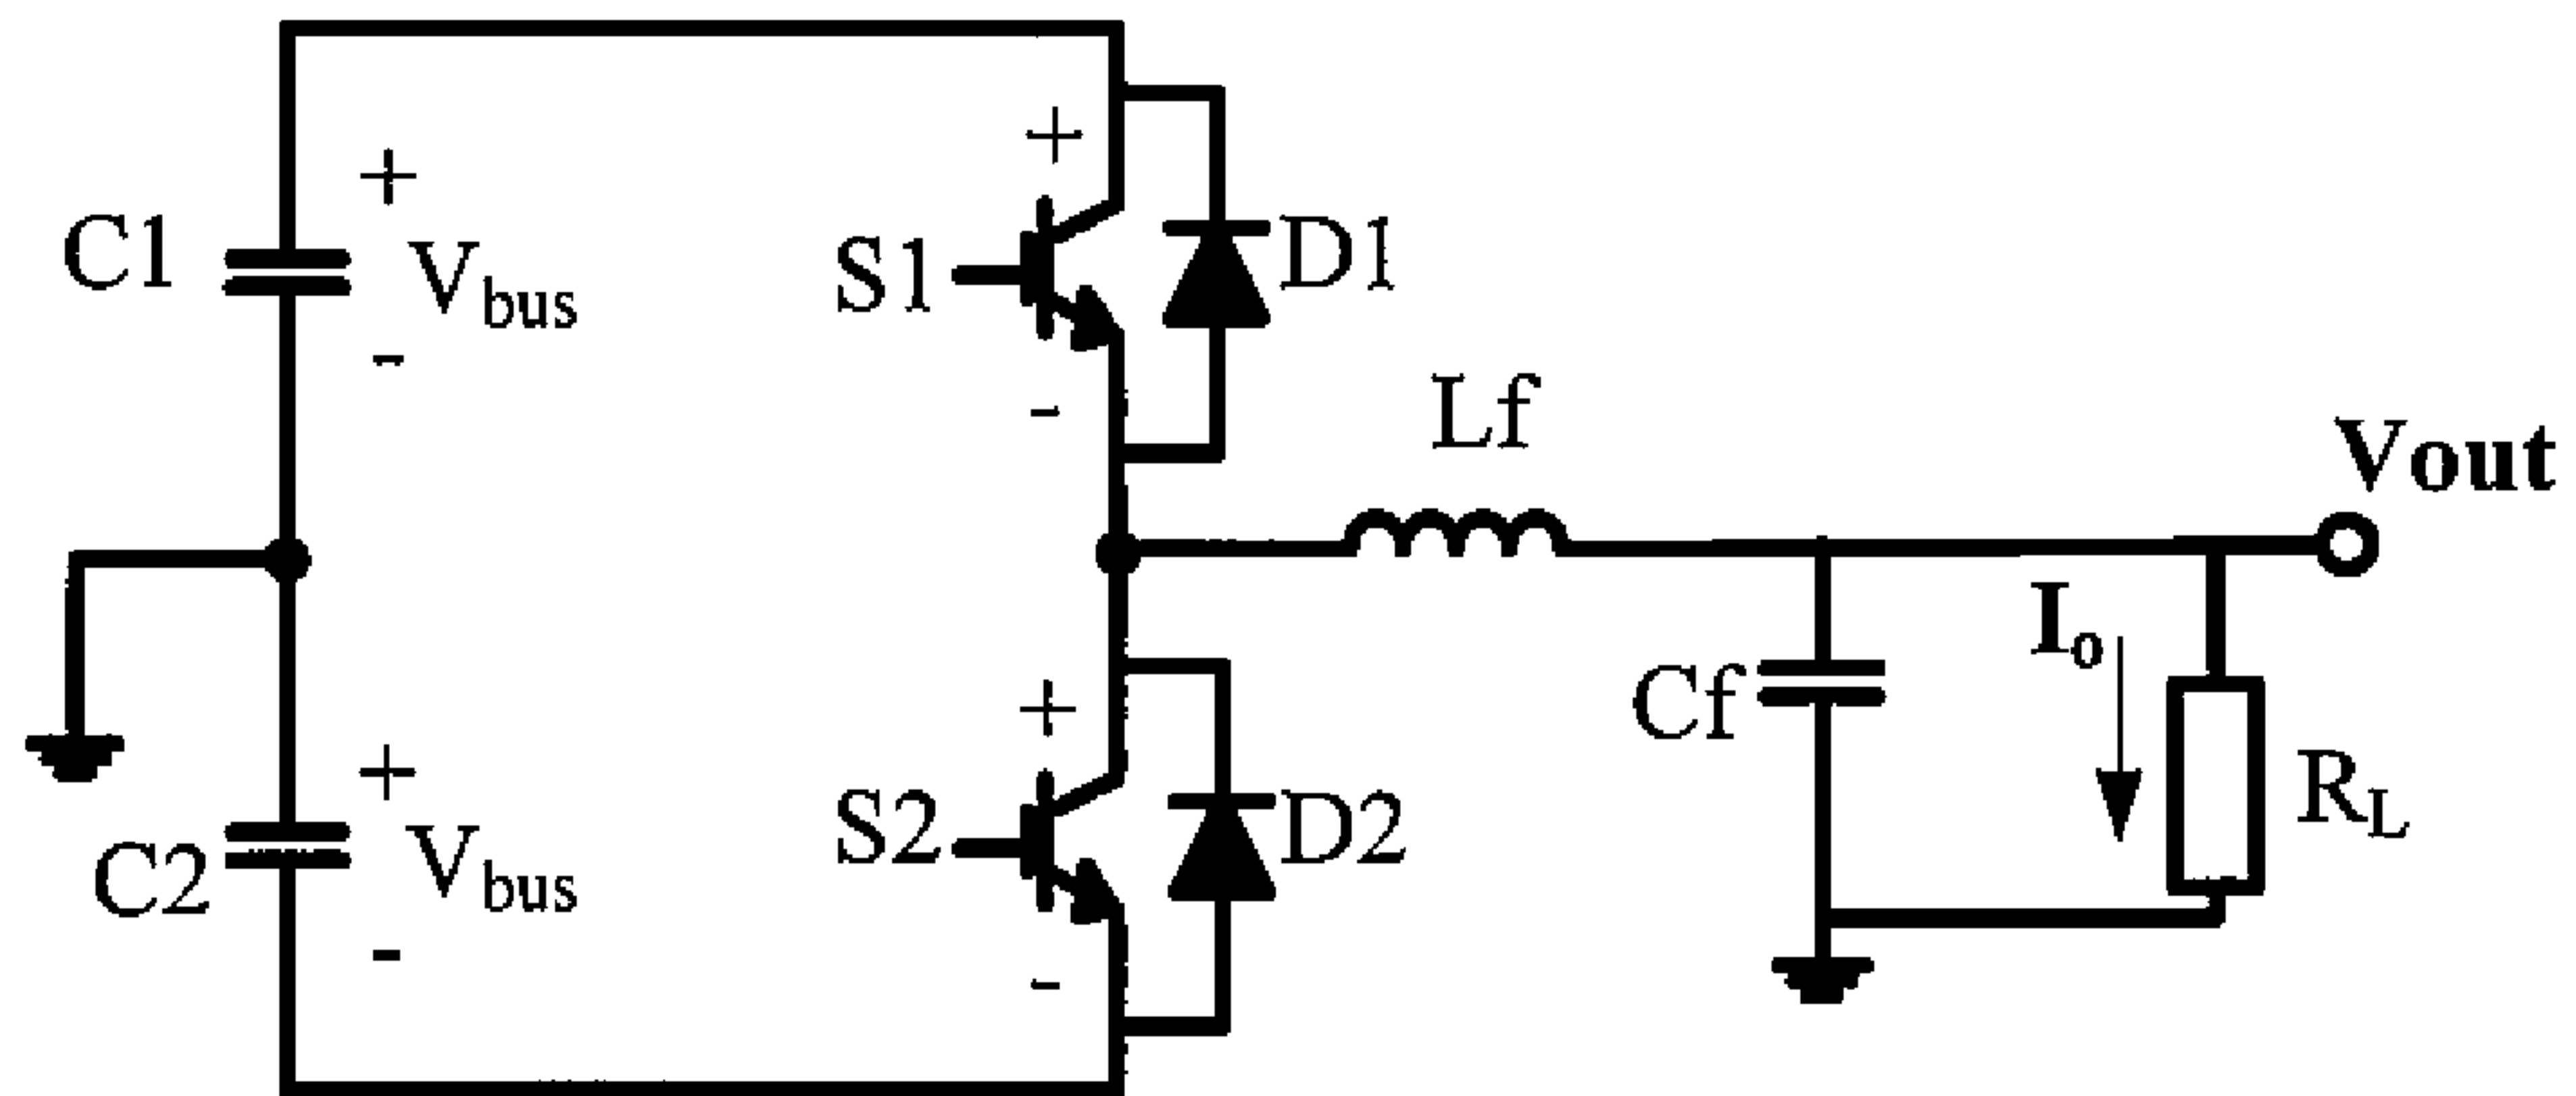 +
C1
Vbus
-
+
S1
-
D1
Lf
Vout
+
C2
Vbus
-
+
S2
-
D2
Cf
Io
RL